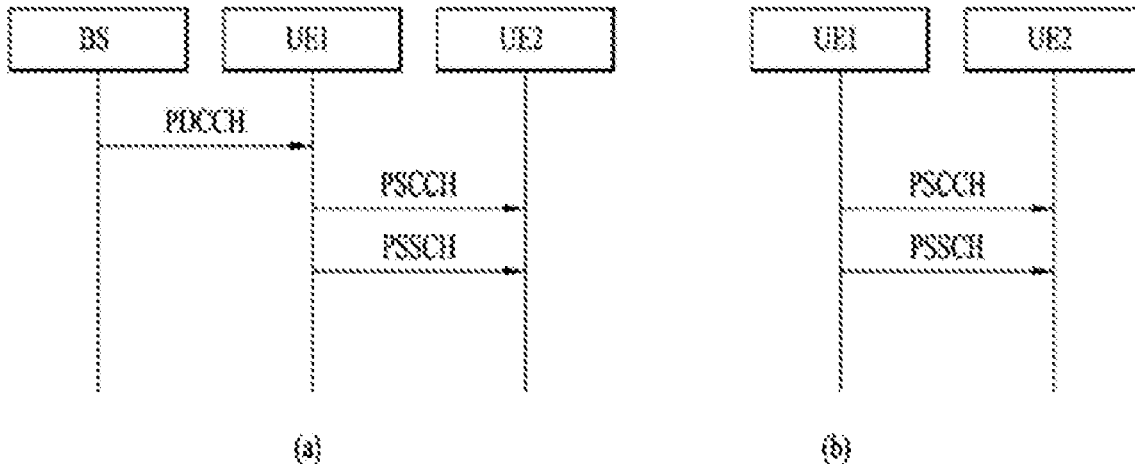 BS UE1 UE2 UE1 UE2
PDCCH
PSCCH PSCCH
PSSCH PSSCH
(a) (b)